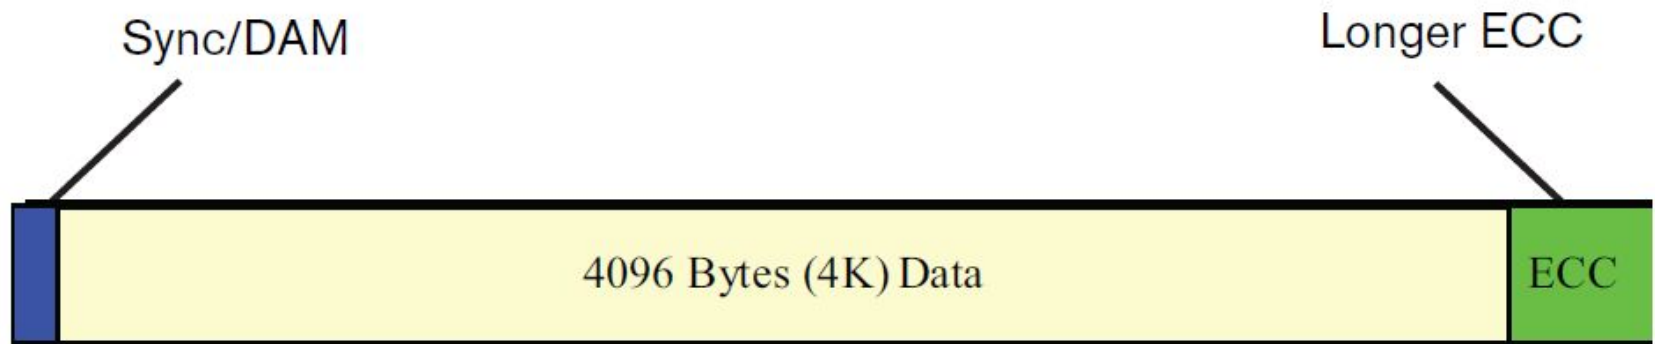 Sync/DAM
Longer ECC
4096 Bytes (4K) Data
ECC